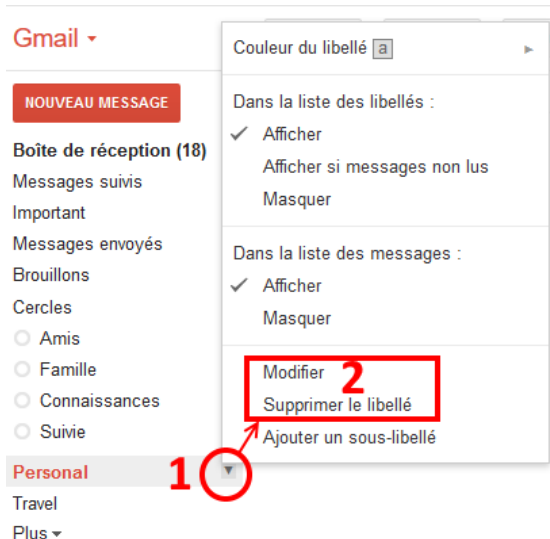 Gmail
NOUVEAU MESSAGE
Boîte de réception (18)
Messages suivis
Important
Messages envoyés
Brouillons
Cercles
Amis
Famille
Connaissances
Suivie
Personal
Travel
Plus
1
Couleur du libellé a
Dans la liste des libellés :
Afficher
Afficher si messages non lus
Masquer
Dans la liste des messages :
Afficher
Masquer
Modifier
2
Supprimer le libellé
Ajouter un sous-libellé